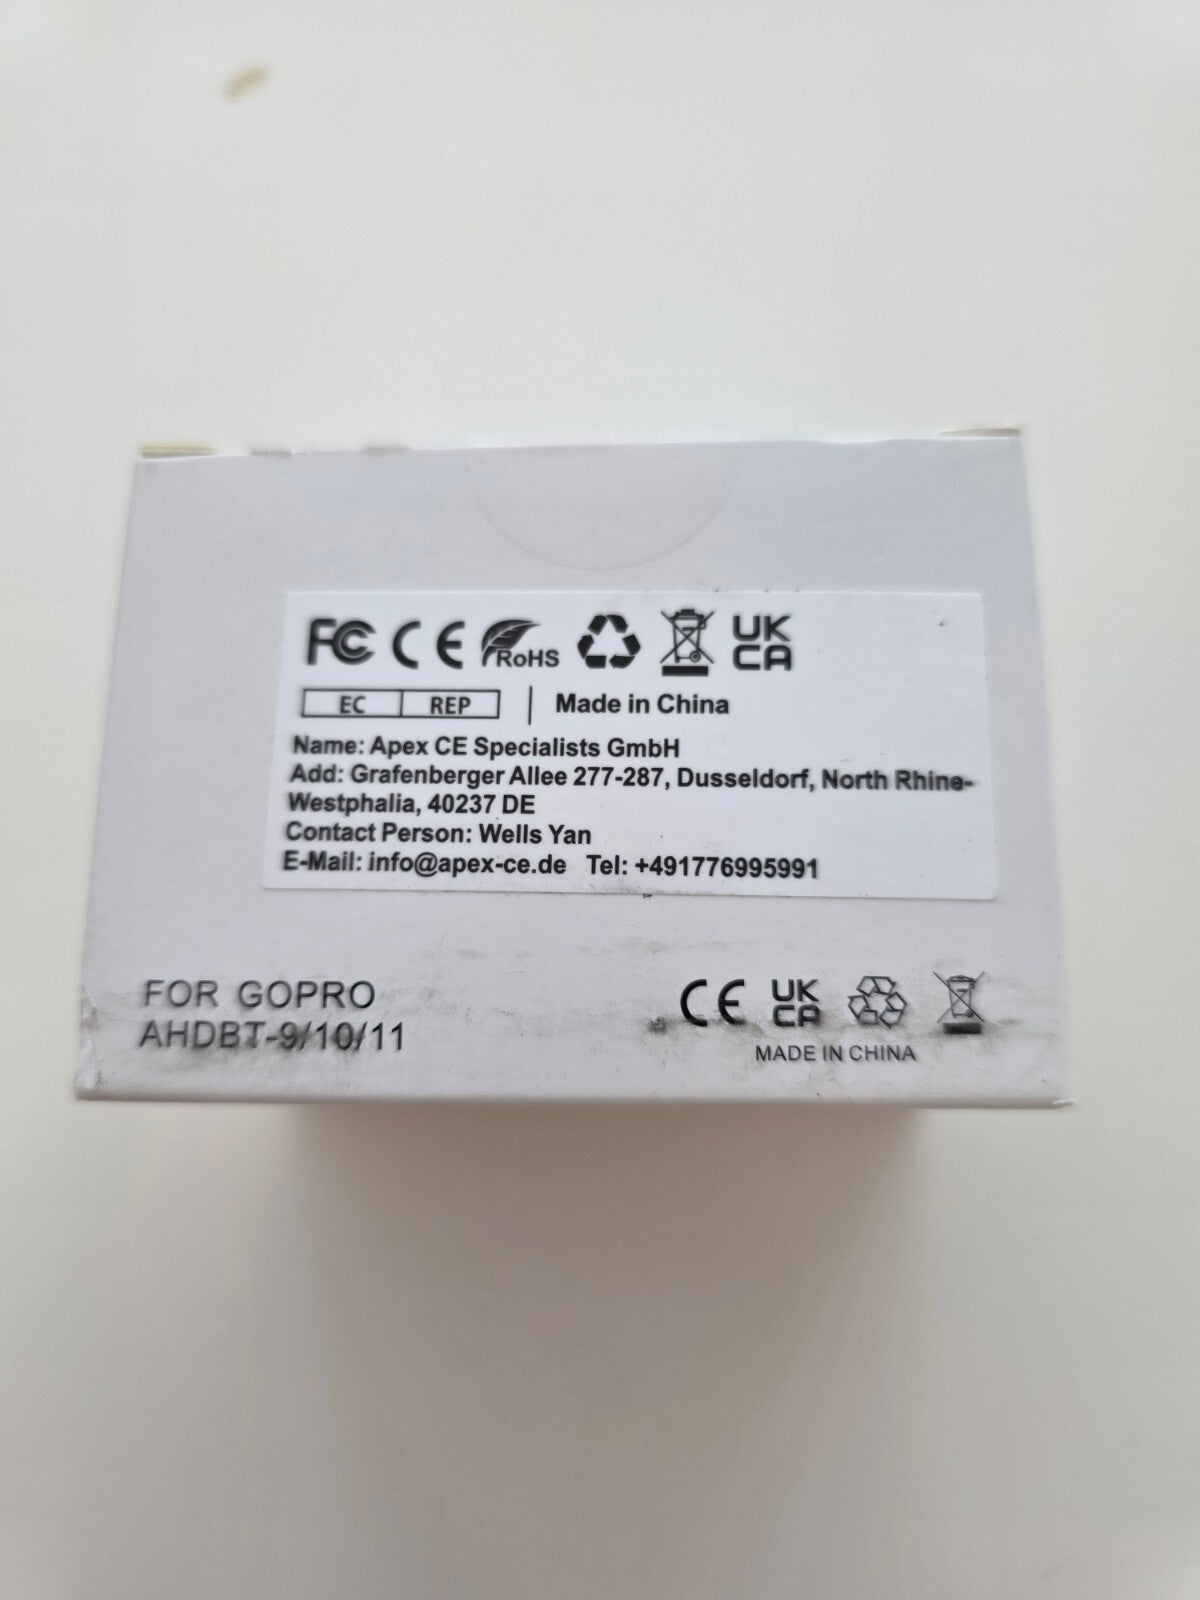 FC CE RoHS UK CA
EC REP Made in China
Name: Apex CE Specialists GmbH
Add: Grafenberger Allee 277-287, Dusseldorf, North Rhine-
Westphalia, 40237 DE
Contact Person: Wells Yan
E-Mail: info@apex-ce.de Tel: +491776995991
FOR GOPRO
AHDBT-9/10/11
CE UK CA
MADE IN CHINA